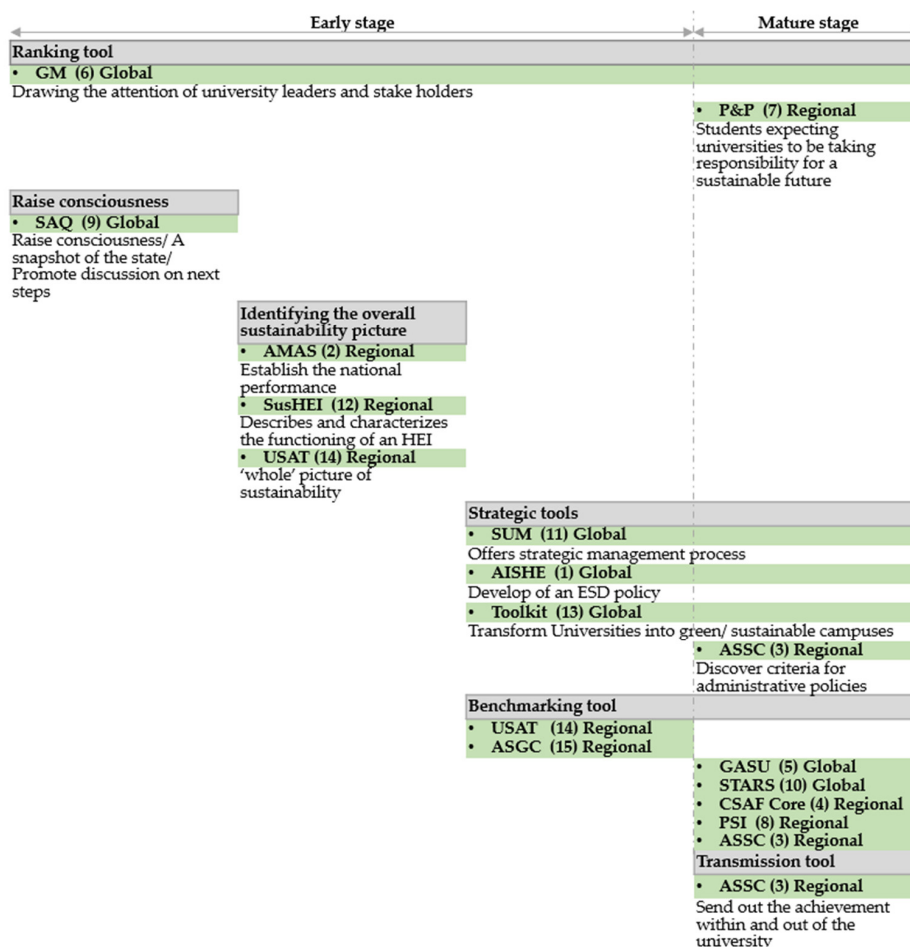 Early stage
Mature stage
Ranking tool
• GM (6) Global
Drawing the attention of university leaders and stake holders
• P&P (7) Regional
Students expecting
universities to be taking
responsibility for a
sustainable future
Raise consciousness
• SAQ (9) Global
Raise consciousness/ A
snapshot of the state/
Promote discussion on next
steps
Identifying the overall
sustainability picture
• AMAS (2) Regional
Establish the national
performance
• SusHEI (12) Regional
Describes and characterizes
the functioning of an HEI
• USAT (14) Regional
‘whole’ picture of
sustainability
Strategic tools
• SUM (11) Global
Offers strategic management process
• AISHE (1) Global
Develop of an ESD policy
• Toolkit (13) Global
Transform Universities into green/ sustainable campuses
• ASSC (3) Regional
Discover criteria for
administrative policies
Benchmarking tool
• USAT (14) Regional
• ASGC (15) Regional
• GASU (5) Global
• STARS (10) Global
• CSAF Core (4) Regional
• PSI (8) Regional
• ASSC (3) Regional
Transmission tool
• ASSC (3) Regional
Send out the achievement
within and out of the
university